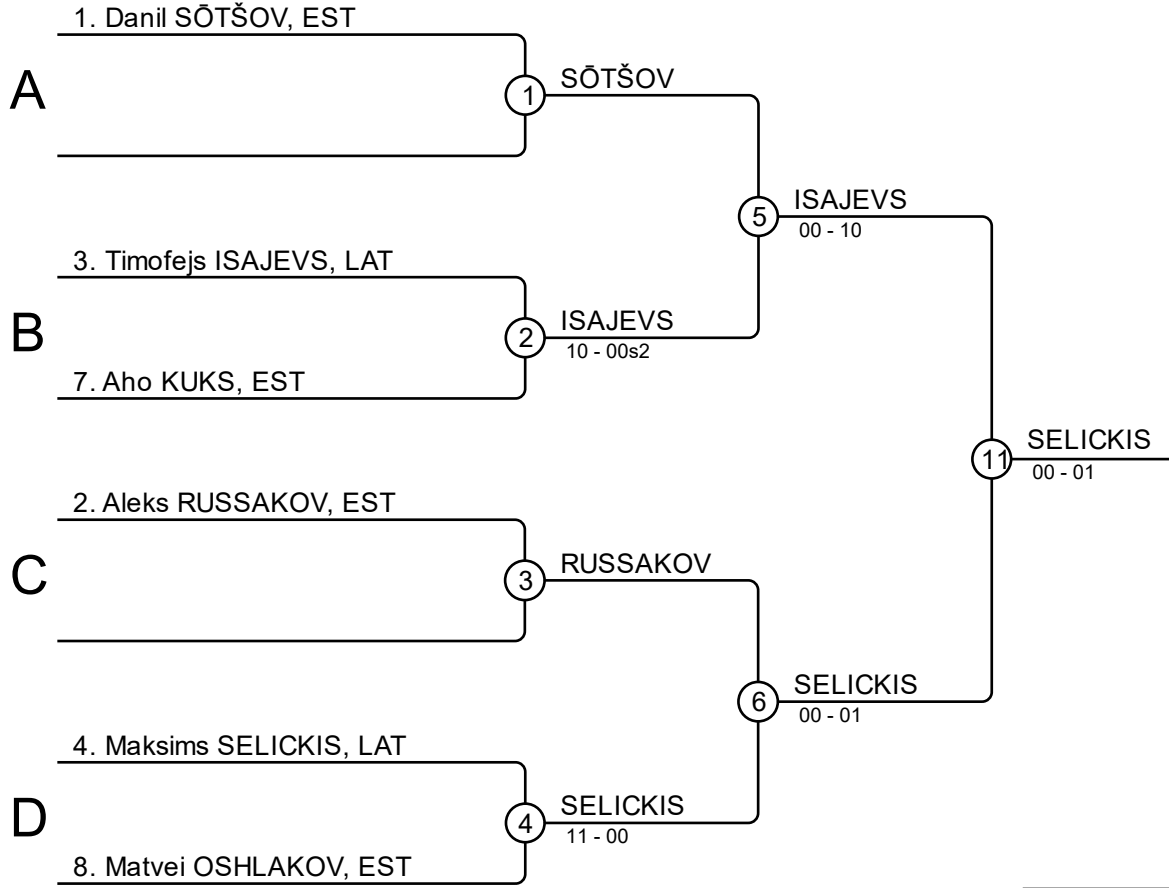 1. Danil SŌTŠOV, EST
A
1
SŌTŠOV
5
ISAJEVS
00 - 10
3. Timofejs ISAJEVS, LAT
B
2
ISAJEVS
10 - 00s2
7. Aho KUKS, EST
11
SELICKIS
00 - 01
2. Aleks RUSSAKOV, EST
C
3
RUSSAKOV
6
SELICKIS
00 - 01
4. Maksims SELICKIS, LAT
D
4
SELICKIS
11 - 00
8. Matvei OSHLAKOV, EST